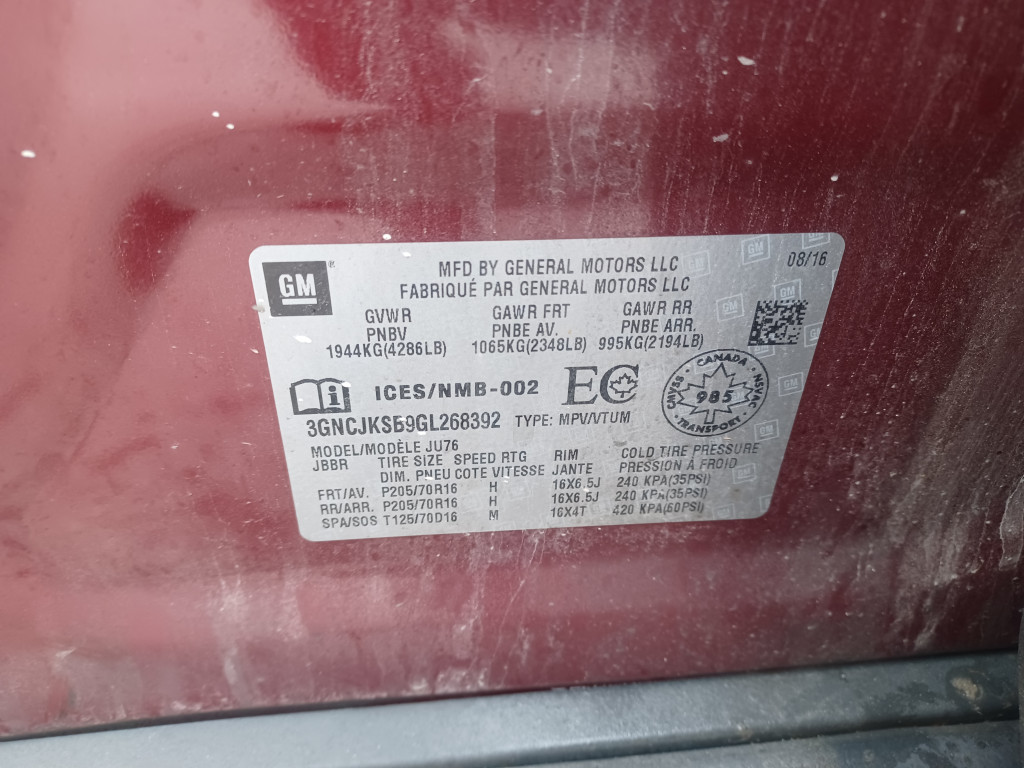 GM
MFD BY GENERAL MOTORS LLC
08/16
FABRIQUÉ PAR GENERAL MOTORS LLC
GVWR GAWR FRT GAWR RR
PNBV PNBE AV. PNBE ARR.
1944KG(4286LB) 1065KG(2348LB) 995KG(2194LB)
i ICES/NMB-002 EC
CANADA
CMVSS 985 NSVAC
TRANSPORT
3GNCJKSB9GL268392 TYPE: MPV/VTUM
MODEL/MODÈLE JU76
JBBR TIRE SIZE SPEED RTG RIM COLD TIRE PRESSURE
DIM. PNEU COTE VITESSE JANTE PRESSION À FROID
FRT/AV. P205/70R16 H 16X6.5J 240 KPA(35PSI)
RR/ARR. P205/70R16 H 16X6.5J 240 KPA(35PSI)
SPA/SOS T125/70D16 M 16X4T 420 KPA(60PSI)